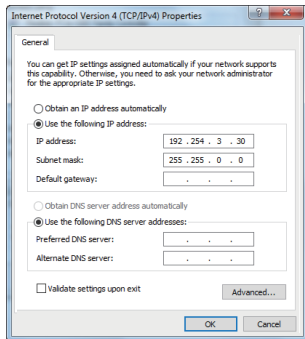 Internet Protocol Version 4 (TCP/IPv4) Properties
General
You can get IP settings assigned automatically if your network supports
this capability. Otherwise, you need to ask your network administrator
for the appropriate IP settings.
Obtain an IP address automatically
Use the following IP address:
IP address: 192 . 254 . 3 . 30
Subnet mask: 255 . 255 . 0 . 0
Default gateway: . . .
Obtain DNS server address automatically
Use the following DNS server addresses:
Preferred DNS server: . . .
Alternate DNS server: . . .
Validate settings upon exit
Advanced...
OK Cancel